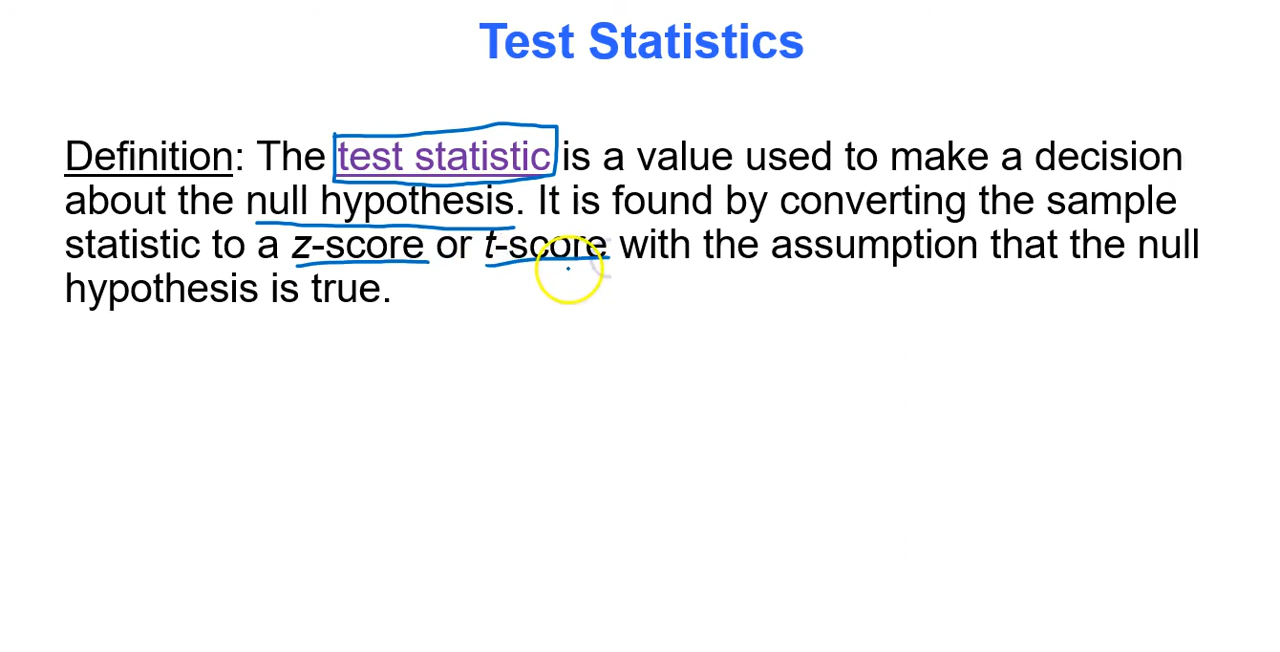 Test Statistics
Definition: The test statistic is a value used to make a decision
about the null hypothesis. It is found by converting the sample
statistic to a z-score or t-score with the assumption that the null
hypothesis is true.